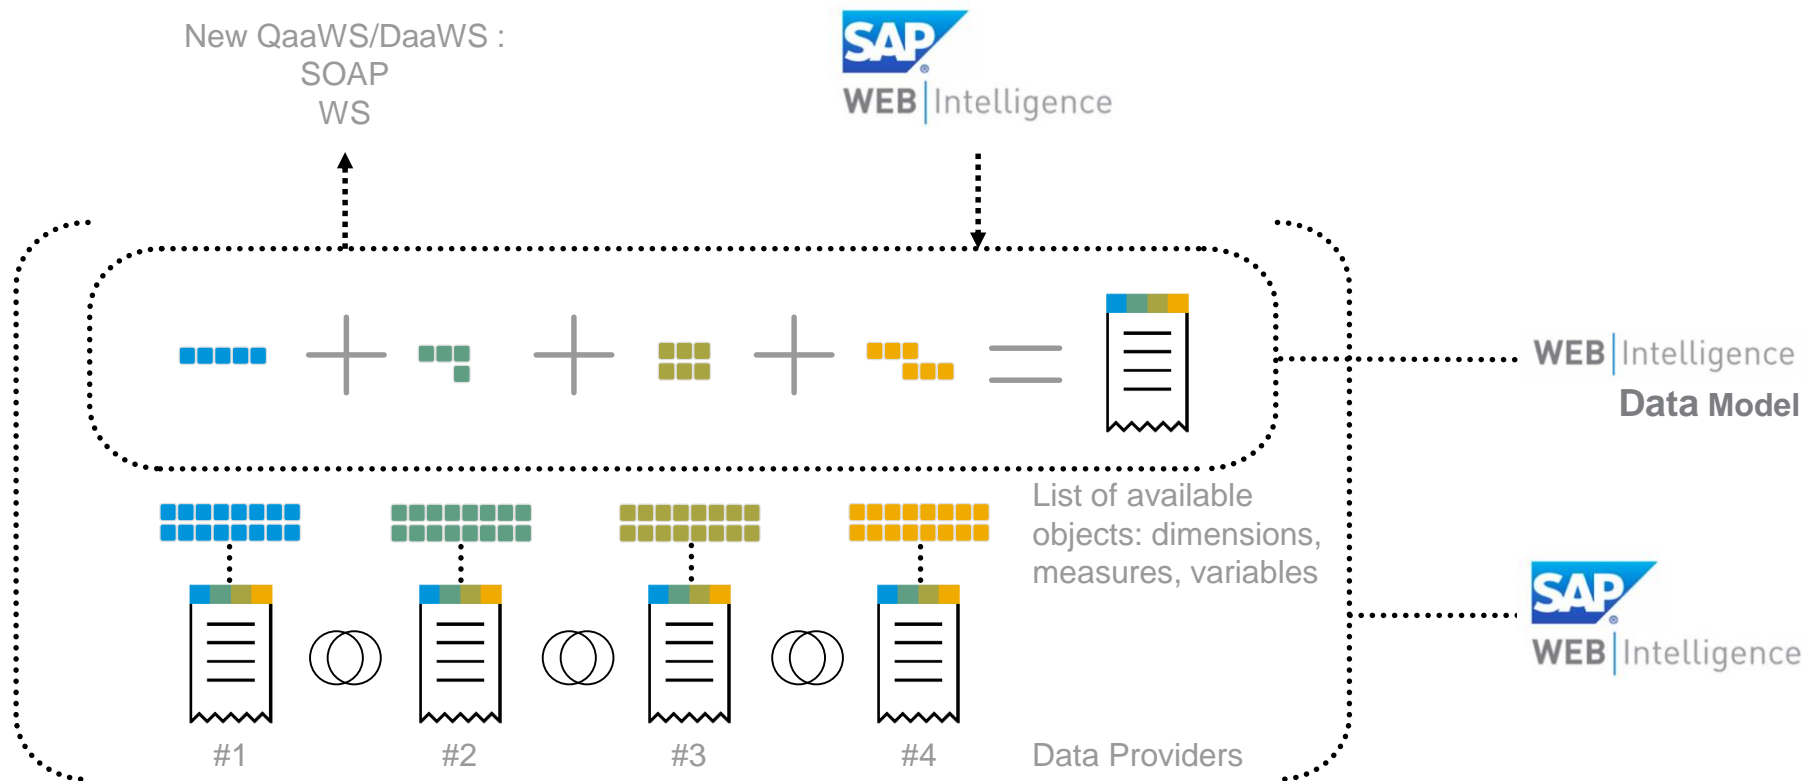 New QaaWS/DaaWS :
SOAP
WS
SAP
®
WEB Intelligence
WEB Intelligence
Data Model
List of available
objects: dimensions,
measures, variables
SAP
®
WEB Intelligence
#1
#2
#3
#4
Data Providers